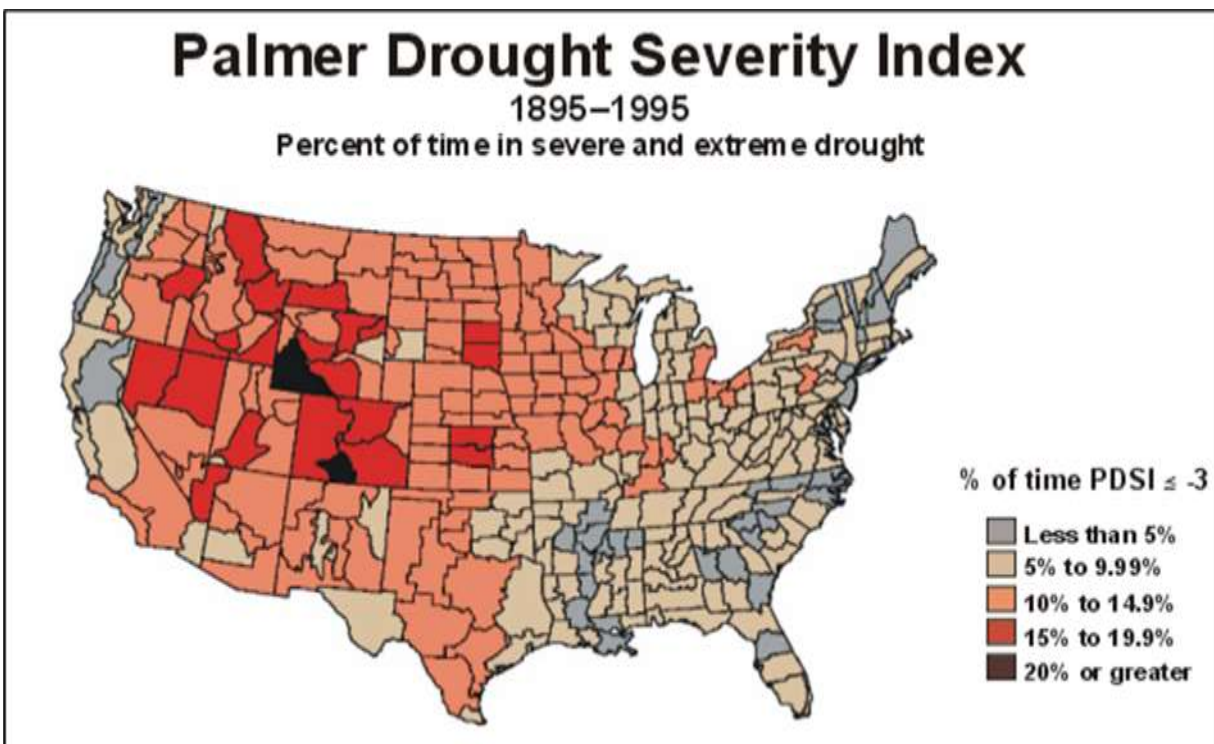 Palmer Drought Severity Index
1895–1995
Percent of time in severe and extreme drought
% of time PDSI ≤ -3
Less than 5%
5% to 9.99%
10% to 14.9%
15% to 19.9%
20% or greater